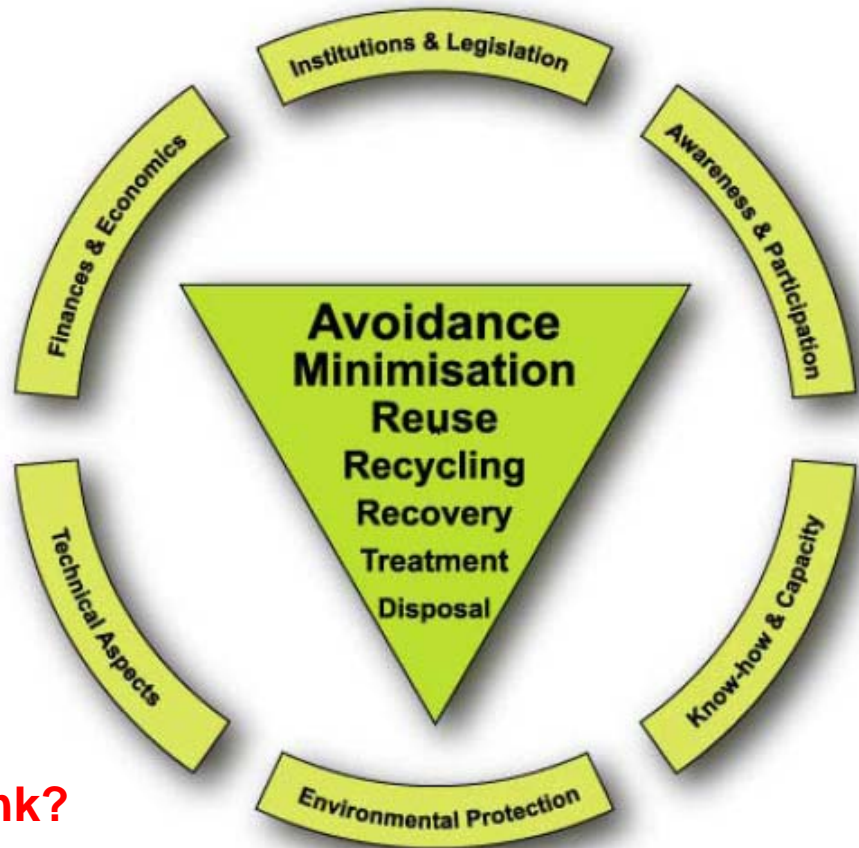 Institutions & Legislation
Awareness & Participation
Finances & Economics
Avoidance
Minimisation
Reuse
Recycling
Recovery
Treatment
Disposal
Technical Aspects
Know-how & Capacity
Environmental Protection
nk?